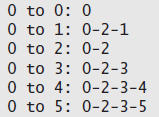 0 to 0: 0
0 to 1: 0-2-1
0 to 2: 0-2
0 to 3: 0-2-3
0 to 4: 0-2-3-4
0 to 5: 0-2-3-5